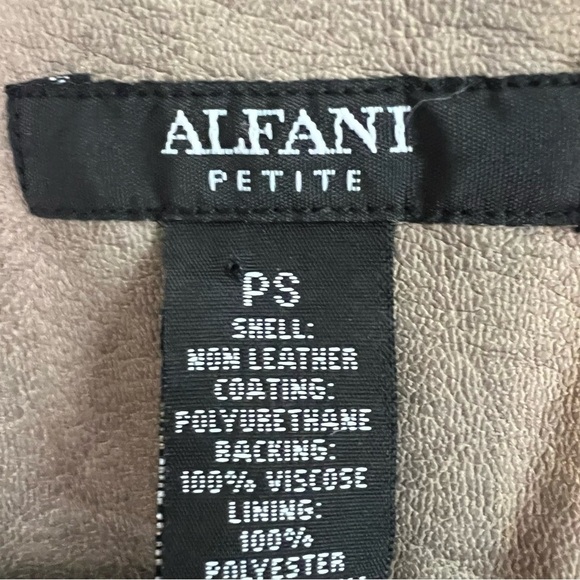 ALFANI
PETITE
PS
SHELL:
NON LEATHER
COATING:
POLYURETHANE
BACKING:
100% VISCOSE
LINING:
100%
POLYESTER